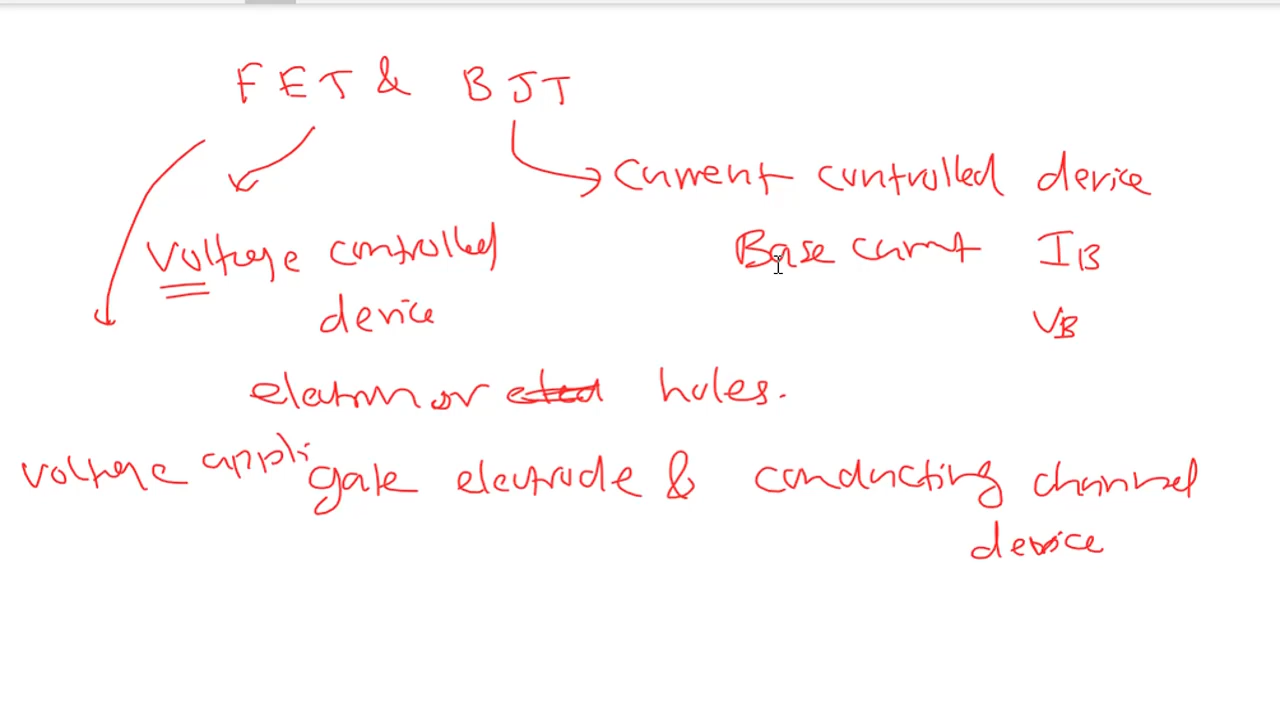 FET & BJT
Current controlled device
Voltage controlled
device
Base current IB
VB
electron or holes.
voltage appli gate electrode & conducting channel
device